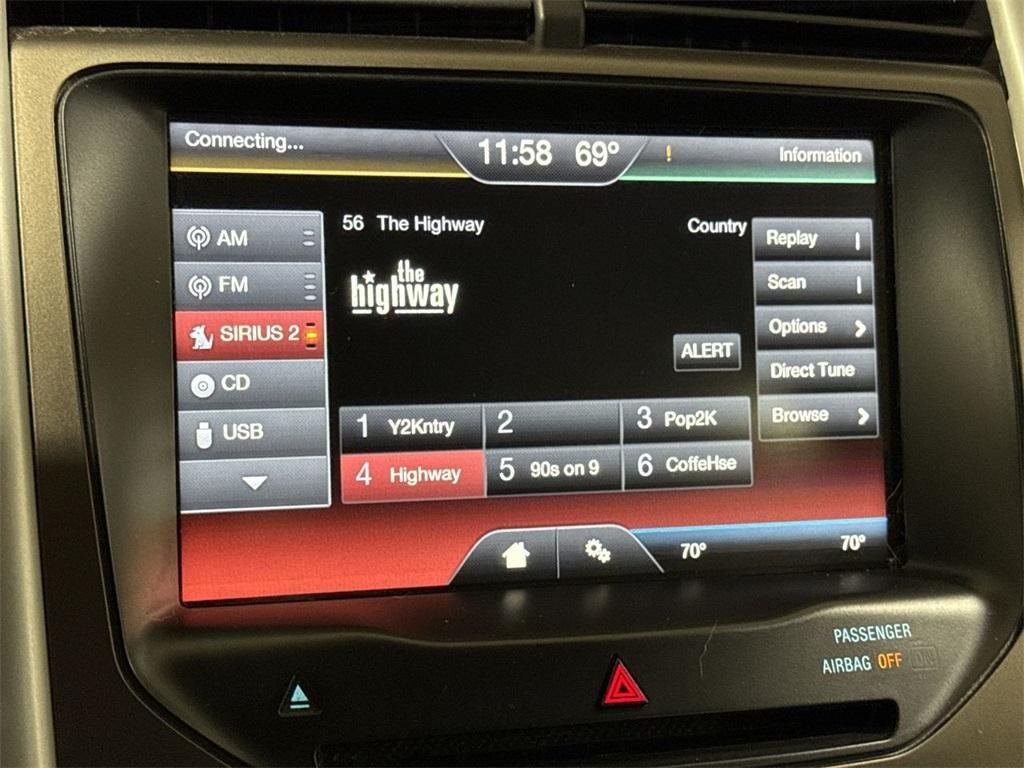 Connecting...
11:58 69°
Information
AM
FM
SIRIUS 2
CD
USB
56 The Highway
Country
the
highway
ALERT
Replay
Scan
Options
Direct Tune
Browse
1 Y2Kntry
2
3 Pop2K
4 Highway
5 90s on 9
6 CoffeHse
70°
70°
PASSENGER
AIRBAG OFF ON